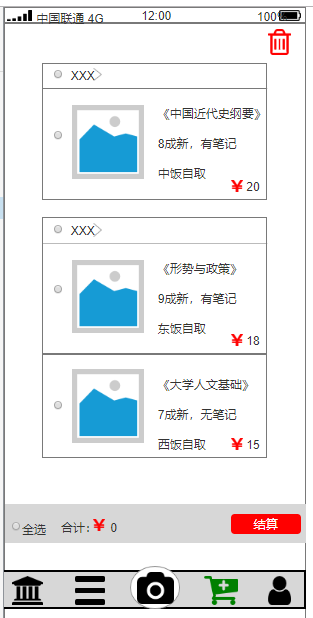 中国联通 4G 12:00 100%
XXX
《中国近代史纲要》
8成新，有笔记
中饭自取
¥ 20
XXX
《形势与政策》
9成新，有笔记
东饭自取
¥ 18
《大学人文基础》
7成新，无笔记
西饭自取 ¥ 15
全选 合计:¥ 0 结算